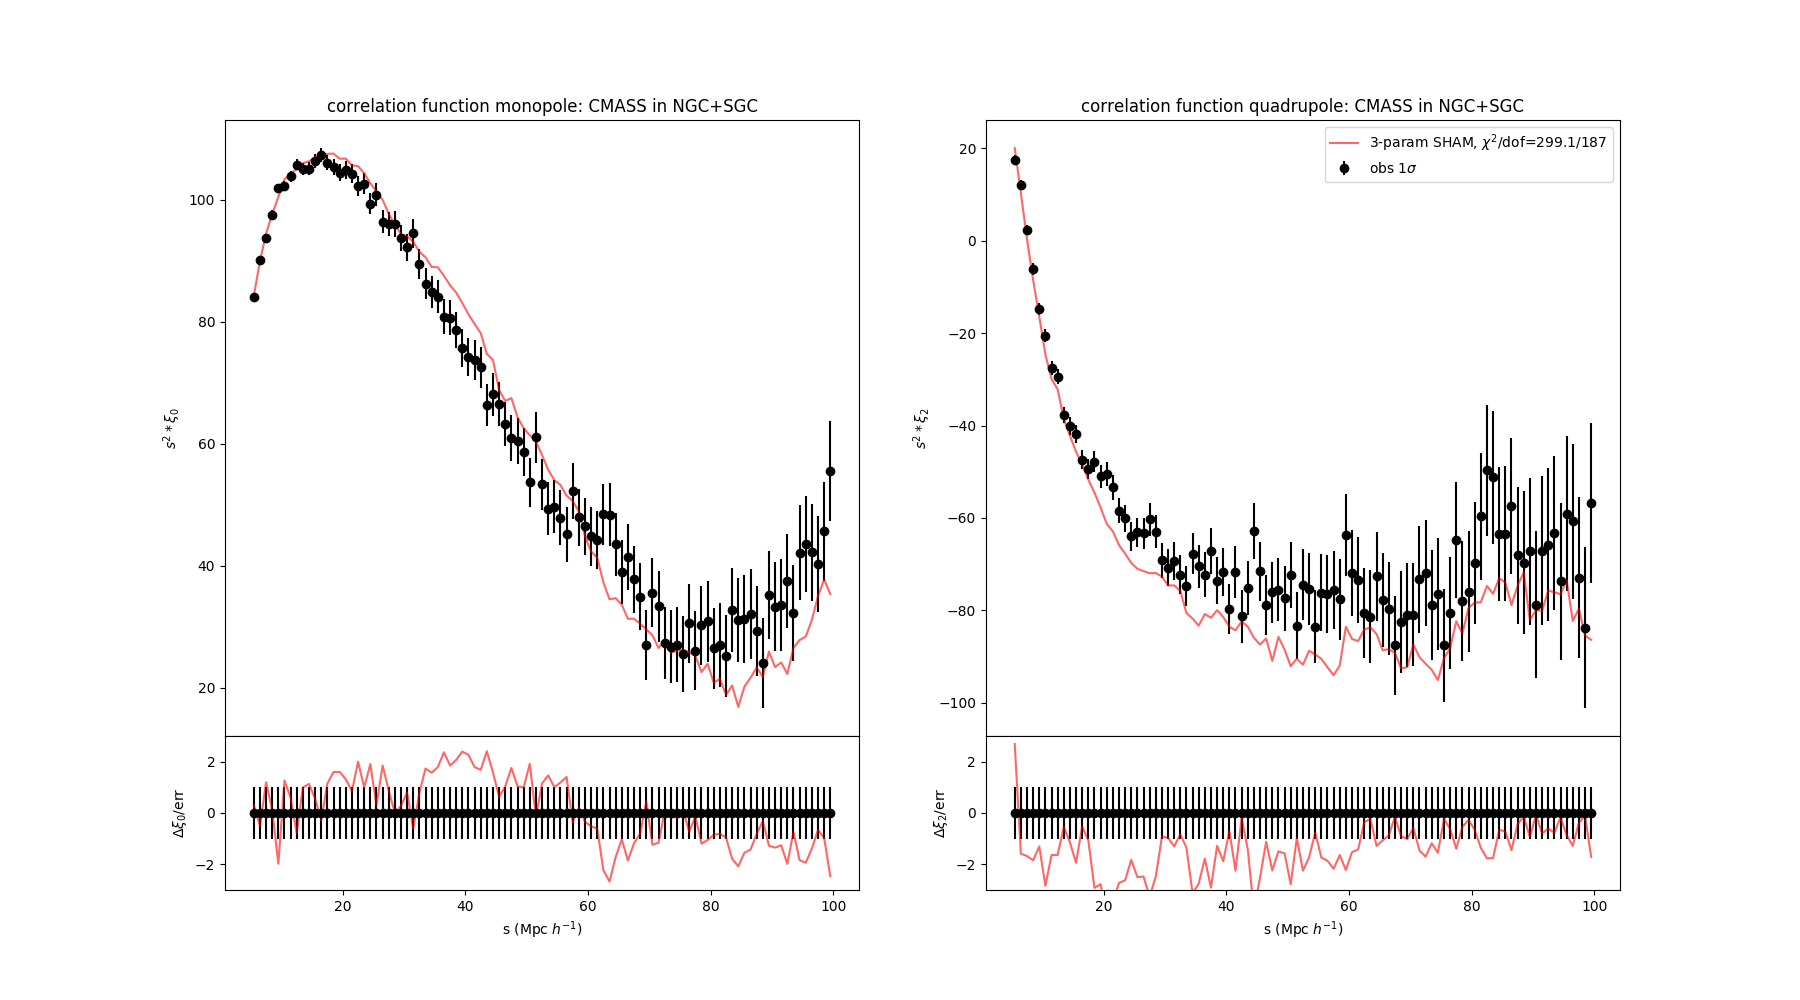 correlation function monopole: CMASS in NGC+SGC
100
80
60
40
20
s² * ξ₀
2
0
−2
Δξ₀/err
20 40 60 80 100
s (Mpc h⁻¹)
correlation function quadrupole: CMASS in NGC+SGC
3-param SHAM, χ²/dof=299.1/187
obs 1σ
20
0
−20
−40
−60
−80
−100
s² * ξ₂
2
0
−2
Δξ₂/err
20 40 60 80 100
s (Mpc h⁻¹)